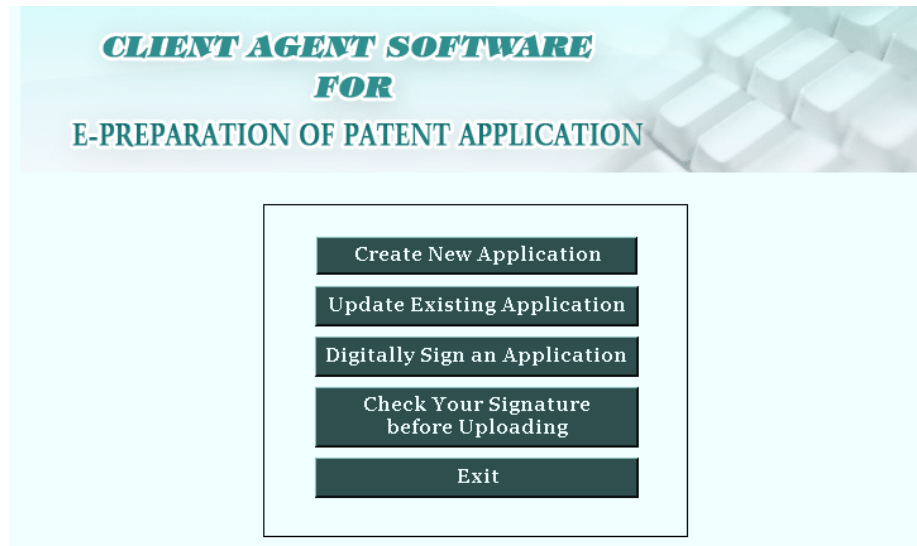 CLIENT AGENT SOFTWARE
FOR
E-PREPARATION OF PATENT APPLICATION
Create New Application
Update Existing Application
Digitally Sign an Application
Check Your Signature
before Uploading
Exit